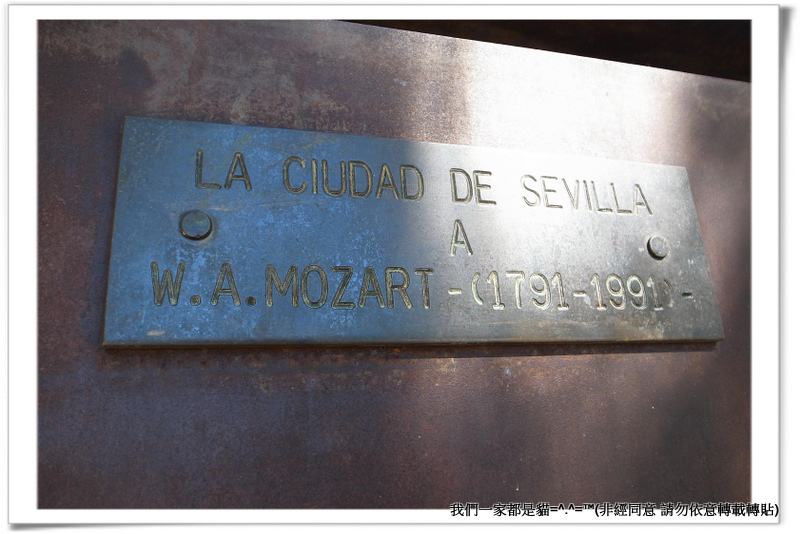 LA CIUDAD DE SEVILLA
A
W.A.MOZART-(1791-1991)-
我們一家都是貓=^.^=™(非經同意 請勿依意轉載轉貼)